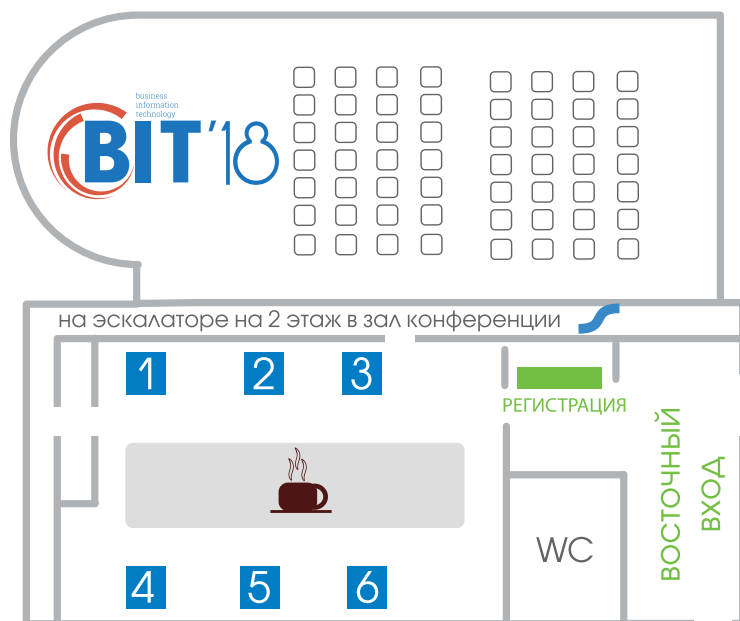 business
information
technology
BIT'18
на эскалаторе на 2 этаж в зал конференции
1 2 3
РЕГИСТРАЦИЯ
ВОСТОЧНЫЙ
ВХОД
WC
4 5 6